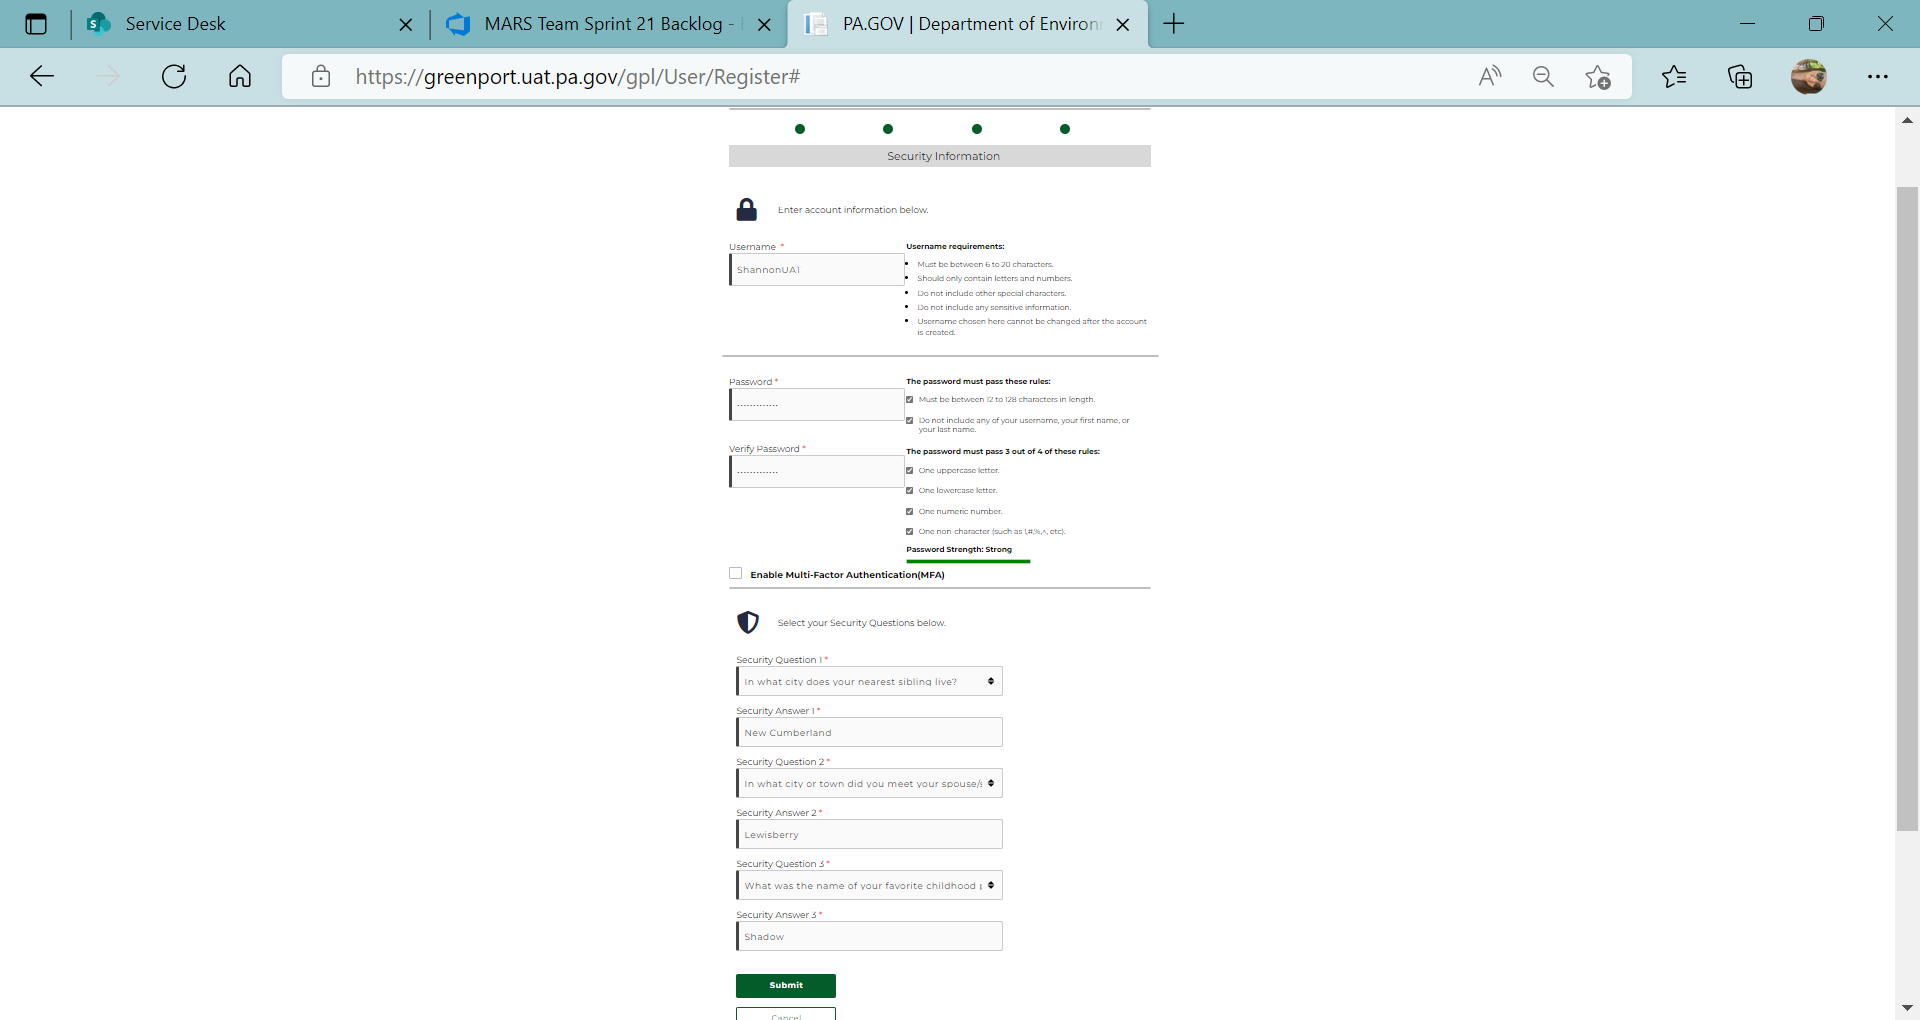 Service Desk
MARS Team Sprint 21 Backlog -
PA.GOV | Department of Environ
https://greenport.uat.pa.gov/gpl/User/Register#
Security Information
Enter account information below.
Username *
ShannonUAT
Username requirements:
Must be between 6 to 20 characters.
Should only contain letters and numbers.
Do not include other special characters.
Do not include any sensitive information.
Username chosen here cannot be changed after the account
is created.
Password *
The password must pass these rules:
Must be between 12 to 128 characters in length.
Do not include any of your username, your first name, or
your last name.
Verify Password *
The password must pass 3 out of 4 of these rules:
One uppercase letter.
One lowercase letter.
One numeric number.
One non-character (such as !,#,%,^, etc).
Password Strength: Strong
Enable Multi-Factor Authentication(MFA)
Select your Security Questions below.
Security Question 1 *
In what city does your nearest sibling live?
Security Answer 1 *
New Cumberland
Security Question 2 *
In what city or town did you meet your spouse/s
Security Answer 2 *
Lewisberry
Security Question 3 *
What was the name of your favorite childhood p
Security Answer 3 *
Shadow
Submit
Cancel